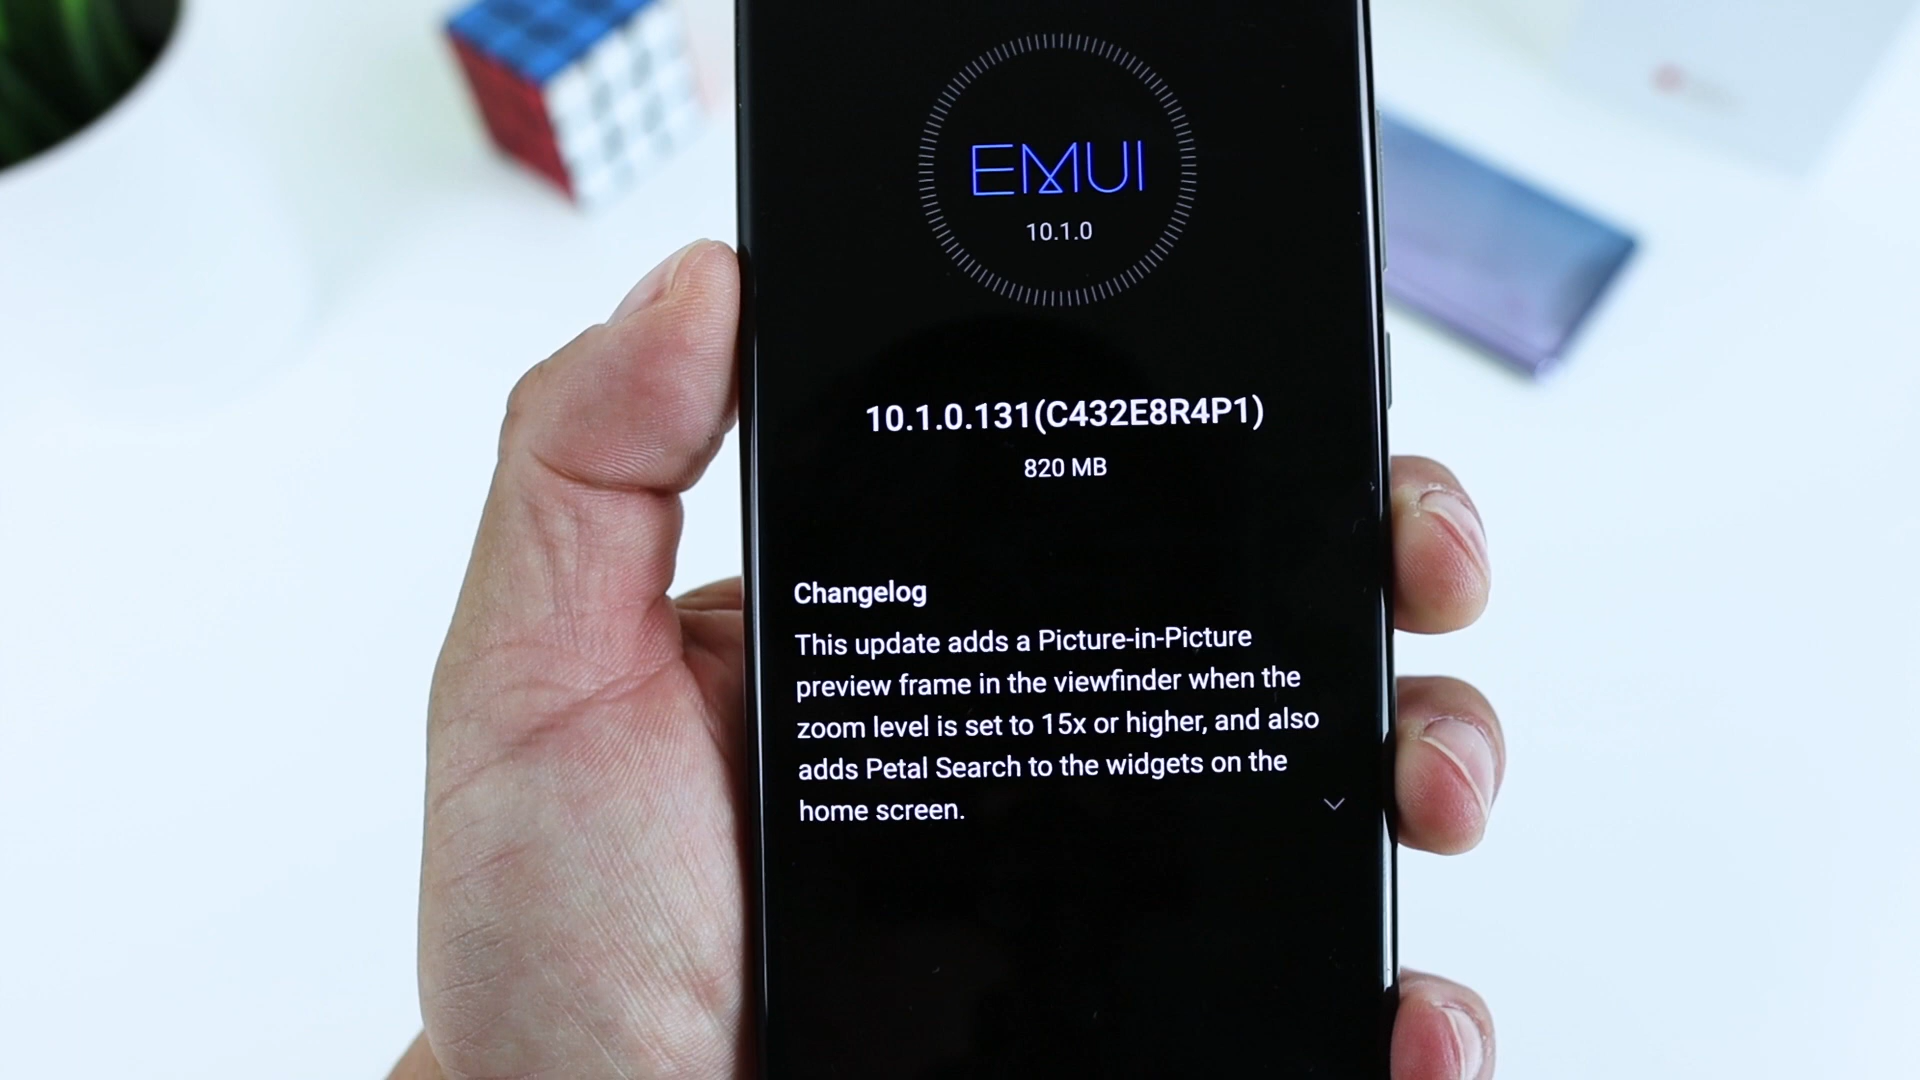 EMUI
10.1.0
10.1.0.131(C432E8R4P1)
820 MB
Changelog
This update adds a Picture-in-Picture
preview frame in the viewfinder when the
zoom level is set to 15x or higher, and also
adds Petal Search to the widgets on the
home screen.